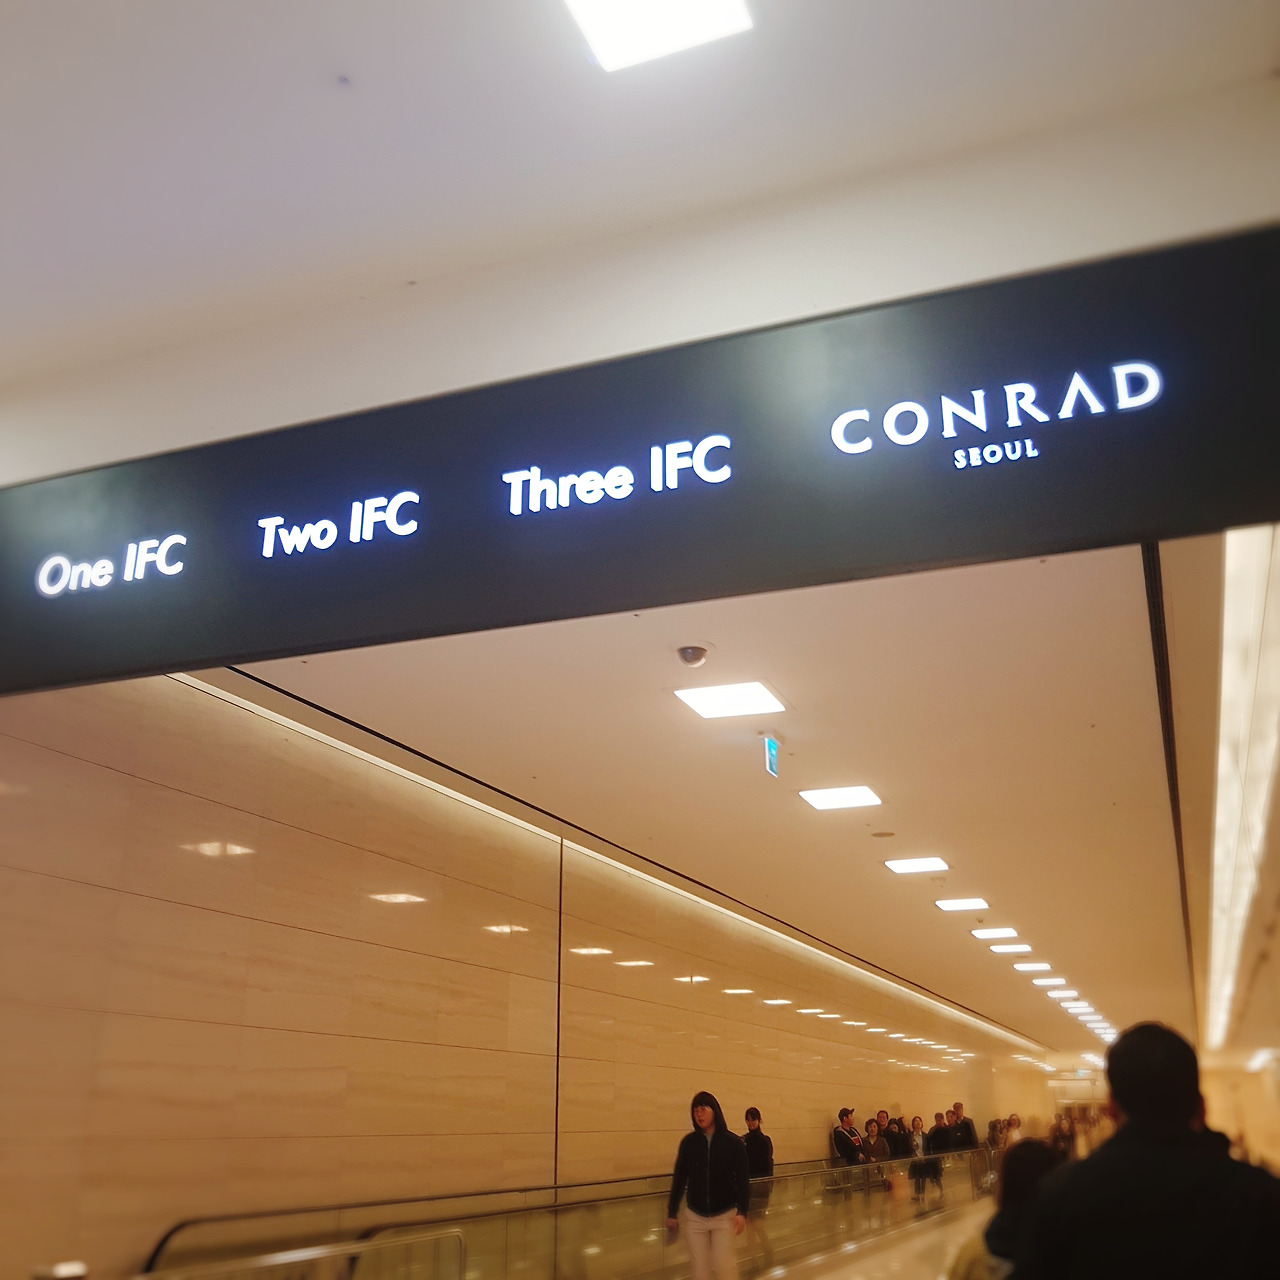 One IFC
Two IFC
Three IFC
CONRAD
SEOUL